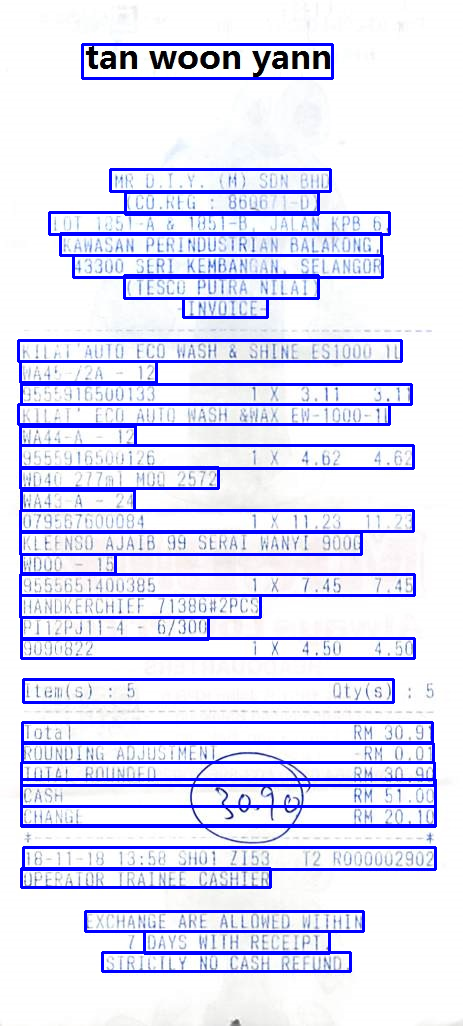 tan woon yann
MR D.I.Y. (M) SDN BHD
(CO.REG : 860671-D)
LOT 1851-A & 1851-B, JALAN KPB 6,
KAWASAN PERINDUSTRIAN BALAKONG,
43300 SERI KEMBANGAN, SELANGOR
(TESCO PUTRA NILAI)
-INVOICE-
KILAT'AUTO ECO WASH & SHINE ES1000 1L
WA45-/2A - 12
9555916500133 1 X 3.11 3.11
KILAT' ECO AUTO WASH &WAX EW-1000-1L
WA44-A - 12
9555916500126 1 X 4.62 4.62
WD40 277ml MOQ 2572
WA43-A - 24
079567600084 1 X 11.23 11.23
KLEENSO AJAIB 99 SERAI WANYI 900G
WD00 - 15
9555651400385 1 X 7.45 7.45
HANDKERCHIEF 71386#2PCS
PI12PJ11-4 - 6/300
9090822 1 X 4.50 4.50
Item(s) : 5 Qty(s) : 5
Total RM 30.91
ROUNDING ADJUSTMENT -RM 0.01
TOTAL ROUNDED RM 30.90
CASH RM 51.00
30.90
CHANGE RM 20.10
18-11-18 13:58 SH01 ZI53 T2 R000002902
OPERATOR TRAINEE CASHIER
EXCHANGE ARE ALLOWED WITHIN
7 DAYS WITH RECEIPT.
STRICTLY NO CASH REFUND.